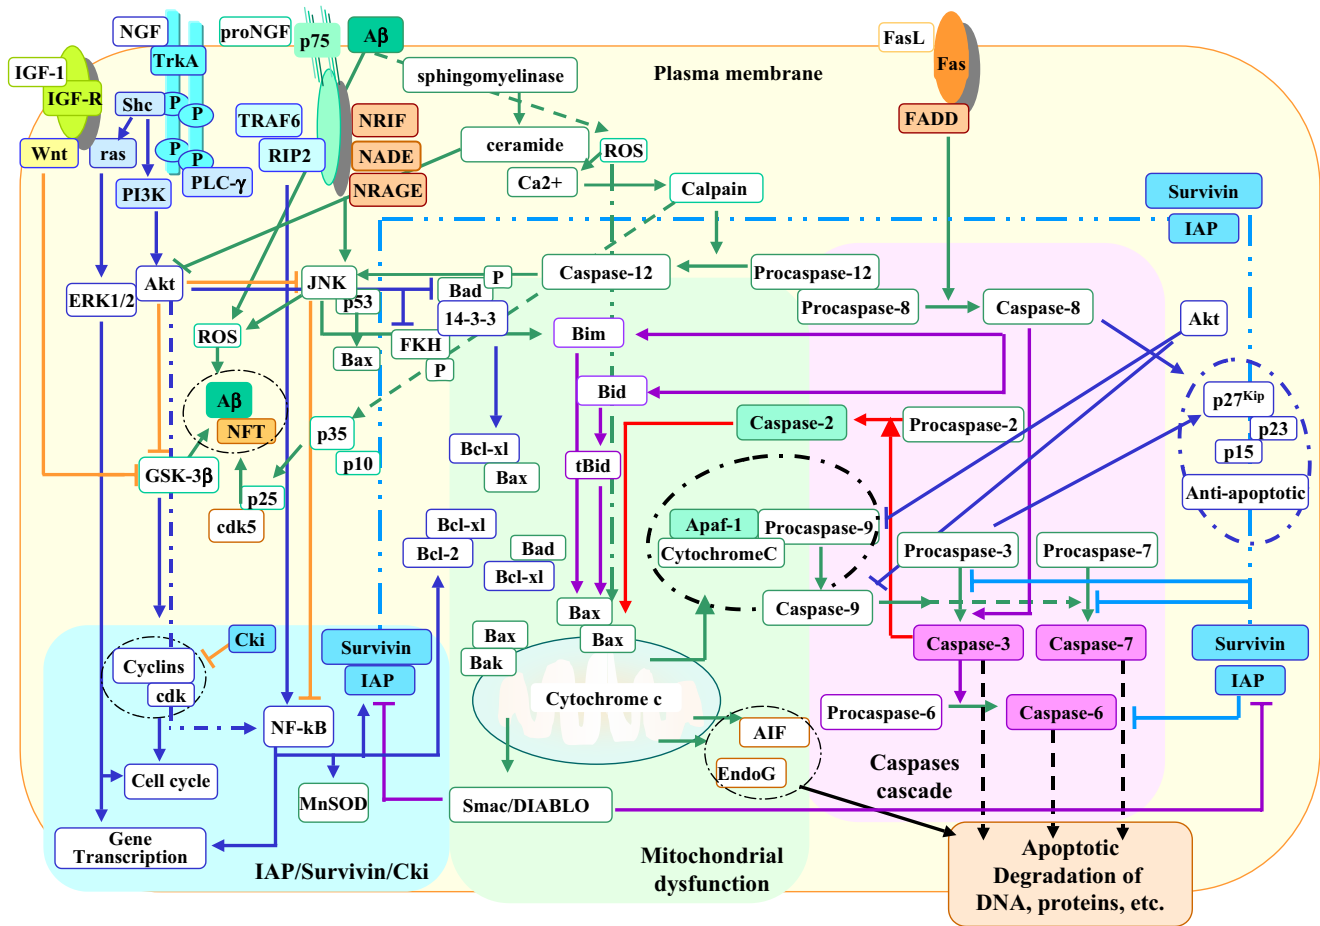 NGF
proNGF
p75
Aβ
FasL
Fas
IGF-1
TrkA
IGF-R
sphingomyelinase
Plasma membrane
Shc
P
P
TRAF6
NRIF
FADD
Wnt
ras
P
P
RIP2
NADE
ceramide
ROS
PI3K
PLC-γ
NRAGE
Ca2+
Calpain
Survivin
IAP
ERK1/2
Akt
JNK
p53
Bad
P
Caspase-12
Procaspase-12
Procaspase-8
Caspase-8
Akt
14-3-3
ROS
Bax
FKH
P
Bim
Bid
Aβ
NFT
p35
p10
Caspase-2
Procaspase-2
p27Kip
p23
p15
Bcl-xl
Bax
tBid
GSK-3β
p25
cdk5
Anti-apoptotic
Bcl-xl
Bcl-2
Bad
Bcl-xl
Apaf-1
Procaspase-9
CytochromeC
Procaspase-3
Procaspase-7
Caspase-9
Bax
Bax
Cki
Survivin
IAP
Bax
Bak
Caspase-3
Caspase-7
Survivin
IAP
Cyclins
cdk
Cytochrome c
NF-kB
Procaspase-6
Caspase-6
AIF
EndoG
Cell cycle
MnSOD
Smac/DIABLO
Caspases
cascade
Gene
Transcription
IAP/Survivin/Cki
Mitochondrial
dysfunction
Apoptotic
Degradation of
DNA, proteins, etc.